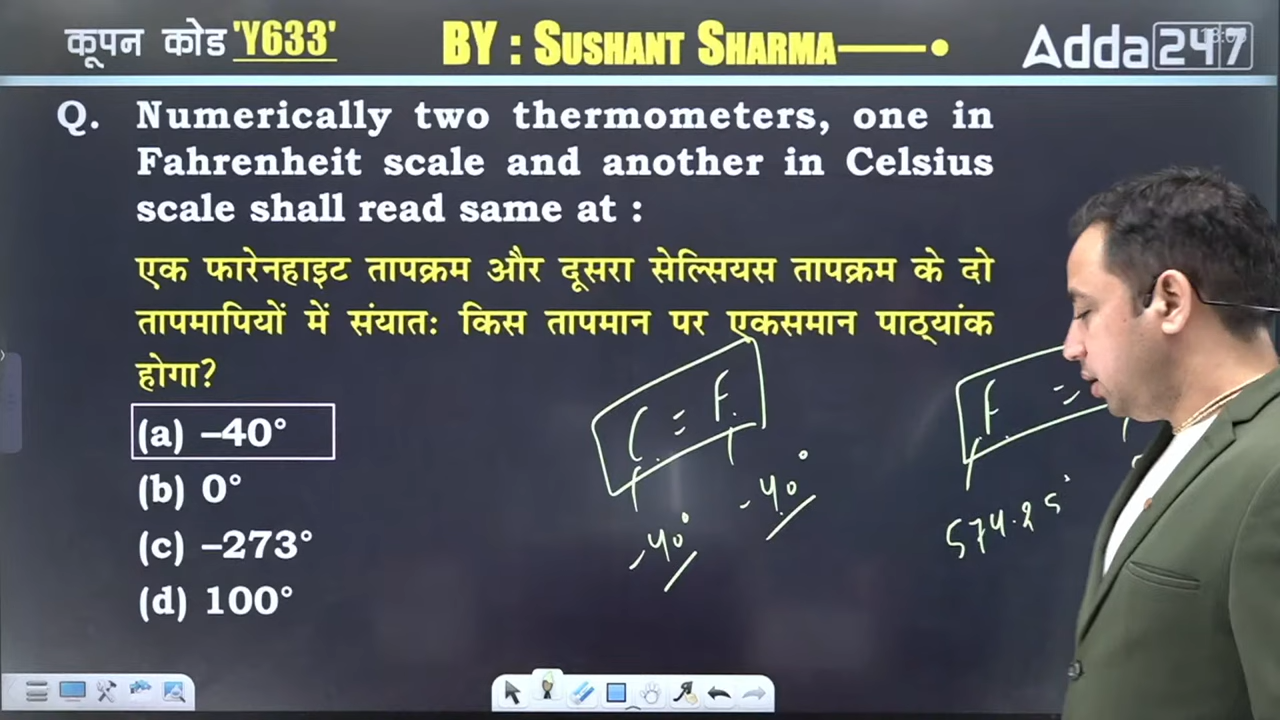 कूपन कोड 'Y633'
BY : SUSHANT SHARMA
Adda247
Q. Numerically two thermometers, one in
Fahrenheit scale and another in Celsius
scale shall read same at :
एक फारेनहाइट तापक्रम और दूसरा सेल्सियस तापक्रम के दो
तापमापियों में संयातः किस तापमान पर एकसमान पाठ्यांक
होगा?
(a) –40°
(b) 0°
(c) –273°
(d) 100°
C = F
-40° -40°
F =
574.25°